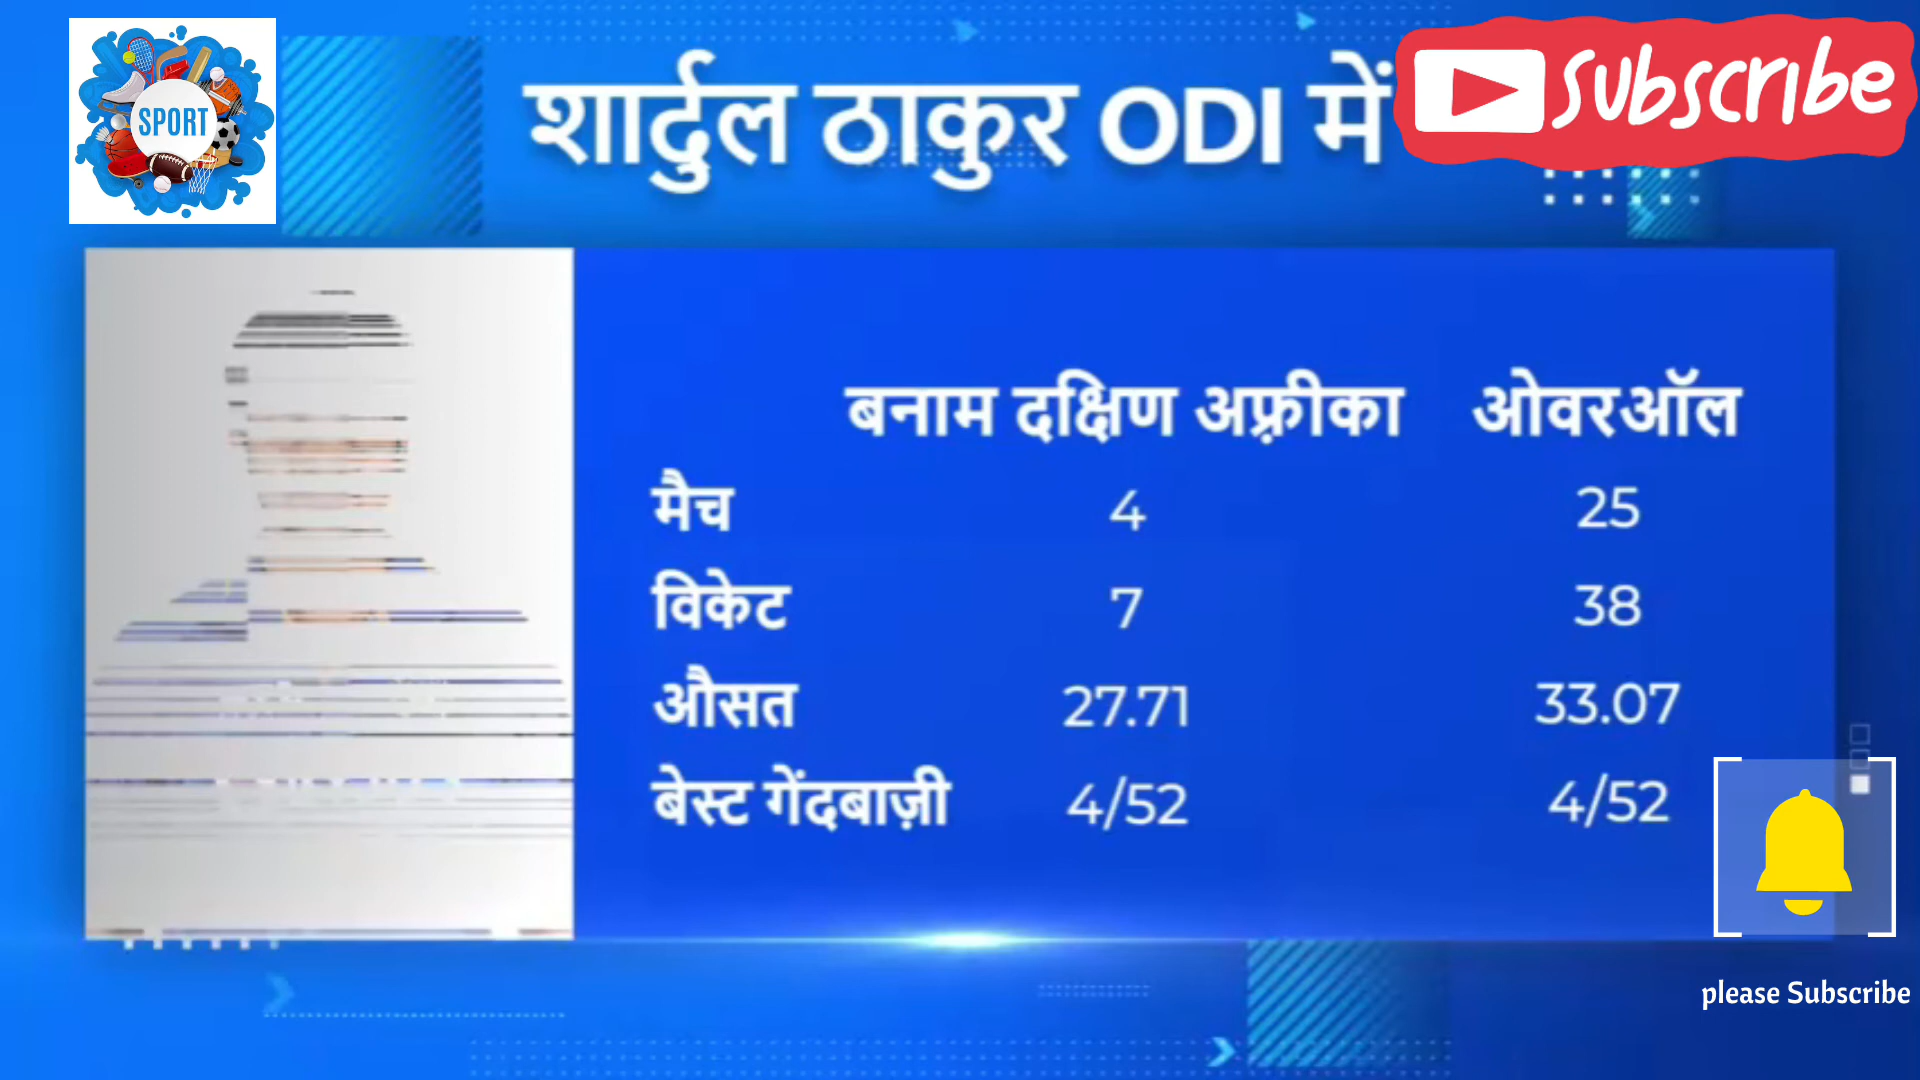 SPORT
शार्दुल ठाकुर ODI में
Subscribe
बनाम दक्षिण अफ़्रीका ओवरऑल
मैच 4 25
विकेट 7 38
औसत 27.71 33.07
बेस्ट गेंदबाज़ी 4/52 4/52
please Subscribe